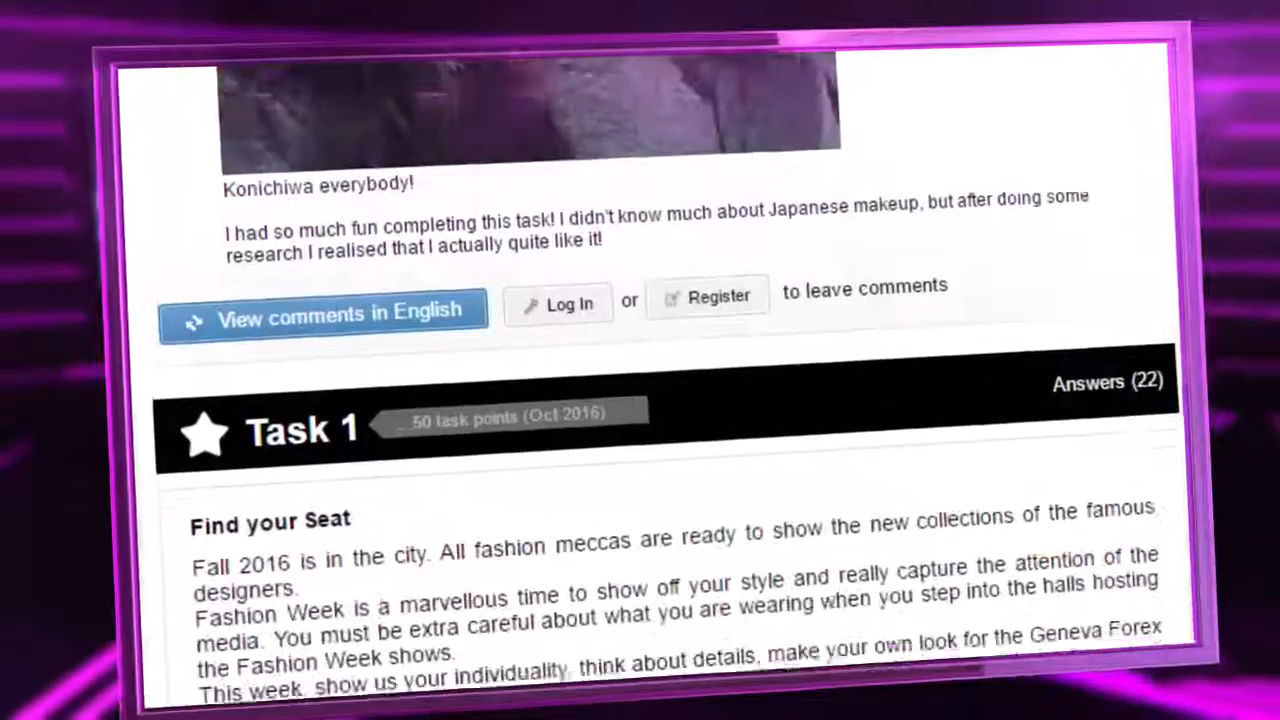 Konichiwa everybody!
I had so much fun completing this task! I didn't know much about Japanese makeup, but after doing some
research I realised that I actually quite like it!
View comments in English Log In or Register to leave comments
Task 1 50 task points (Oct 2016) Answers (22)
Find your Seat
Fall 2016 is in the city. All fashion meccas are ready to show the new collections of the famous
designers.
Fashion Week is a marvellous time to show off your style and really capture the attention of the
media. You must be extra careful about what you are wearing when you step into the halls hosting
the Fashion Week shows.
This week, show us your individuality, think about details, make your own look for the Geneva Forex